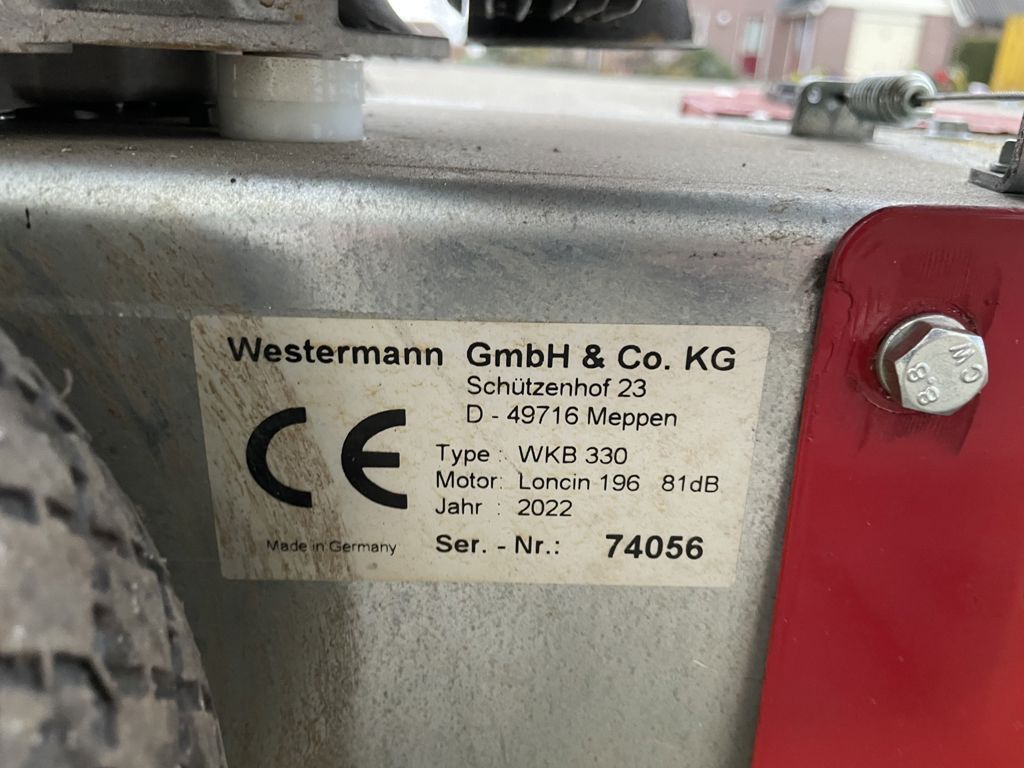 Westermann GmbH & Co. KG
Schützenhof 23
D - 49716 Meppen
CE
Type : WKB 330
Motor: Loncin 196 81dB
Jahr : 2022
Made in Germany
Ser. - Nr.: 74056
CM
8.8